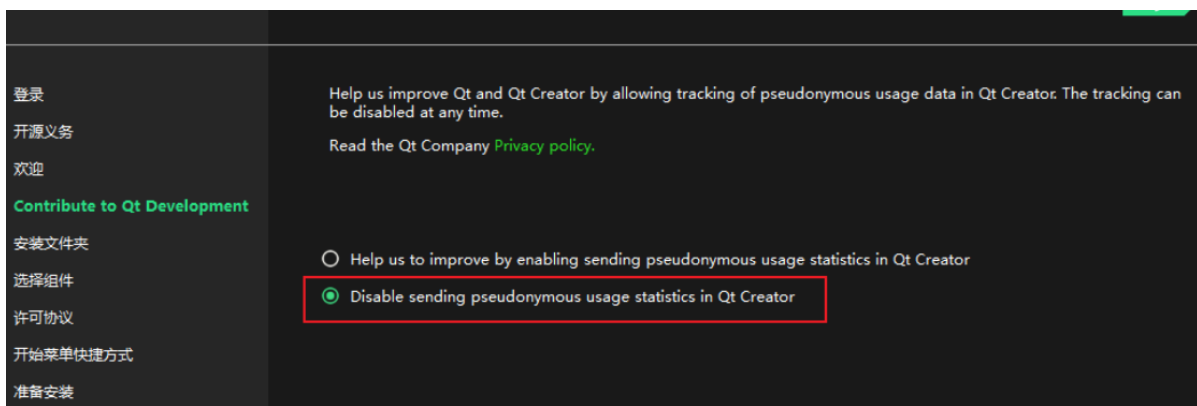 登录
开源义务
欢迎
Contribute to Qt Development
安装文件夹
选择组件
许可协议
开始菜单快捷方式
准备安装
Help us improve Qt and Qt Creator by allowing tracking of pseudonymous usage data in Qt Creator. The tracking can
be disabled at any time.
Read the Qt Company Privacy policy.
Help us to improve by enabling sending pseudonymous usage statistics in Qt Creator
Disable sending pseudonymous usage statistics in Qt Creator